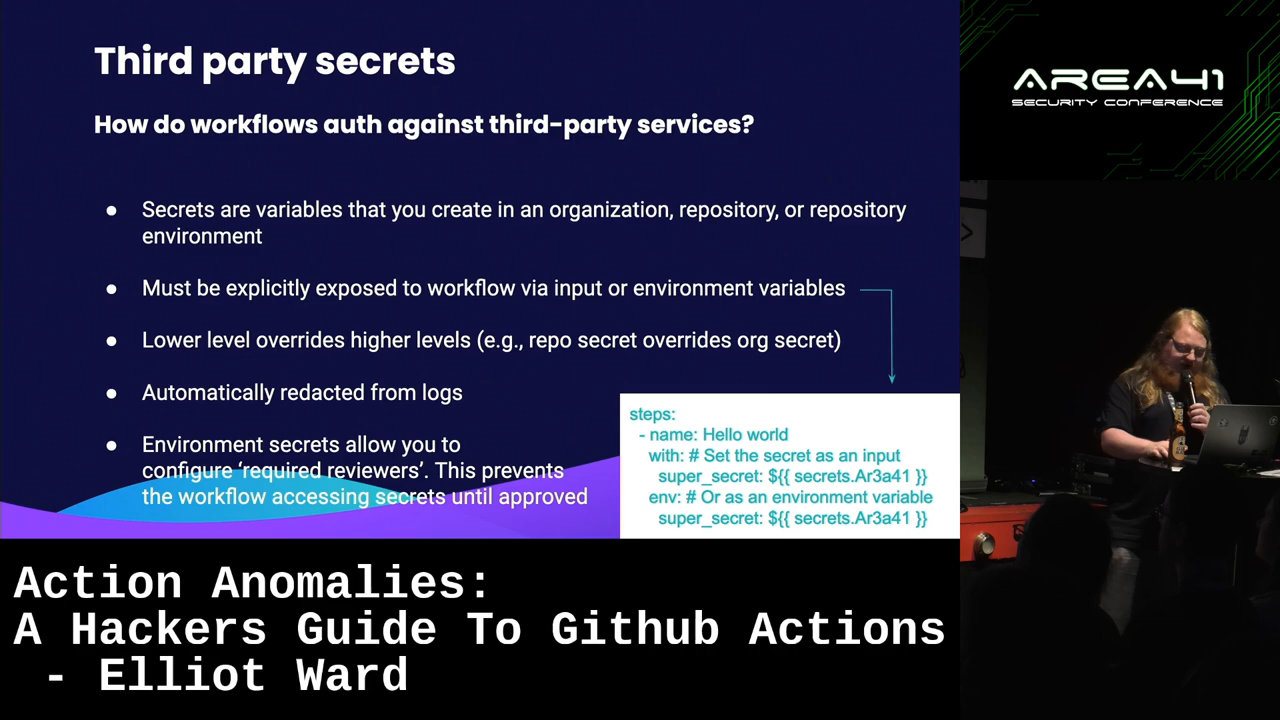 Third party secrets
How do workflows auth against third-party services?
● Secrets are variables that you create in an organization, repository, or repository
environment
● Must be explicitly exposed to workflow via input or environment variables
● Lower level overrides higher levels (e.g., repo secret overrides org secret)
● Automatically redacted from logs
● Environment secrets allow you to
configure ‘required reviewers’. This prevents
the workflow accessing secrets until approved
steps:
- name: Hello world
with: # Set the secret as an input
super_secret: ${{ secrets.Ar3a41 }}
env: # Or as an environment variable
super_secret: ${{ secrets.Ar3a41 }}
AREA41
SECURITY CONFERENCE
Action Anomalies:
A Hackers Guide To Github Actions
- Elliot Ward